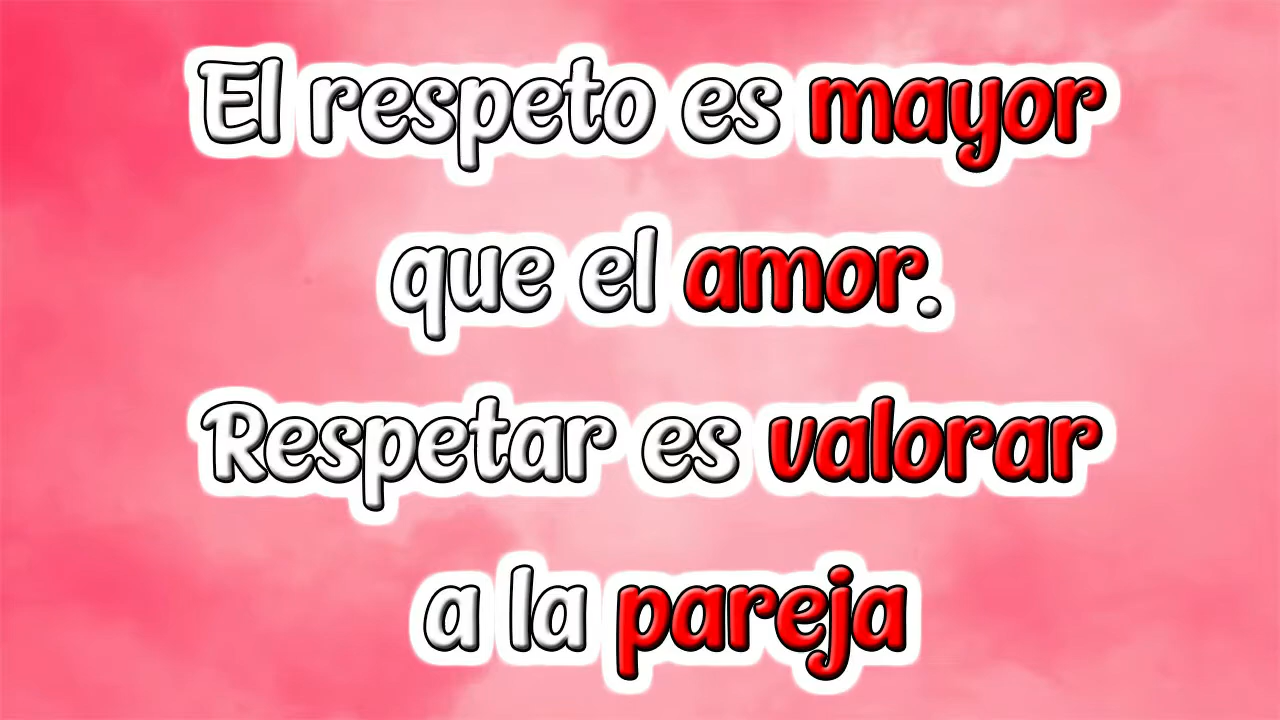 El respeto es mayor
que el amor.
Respetar es valorar
a la pareja